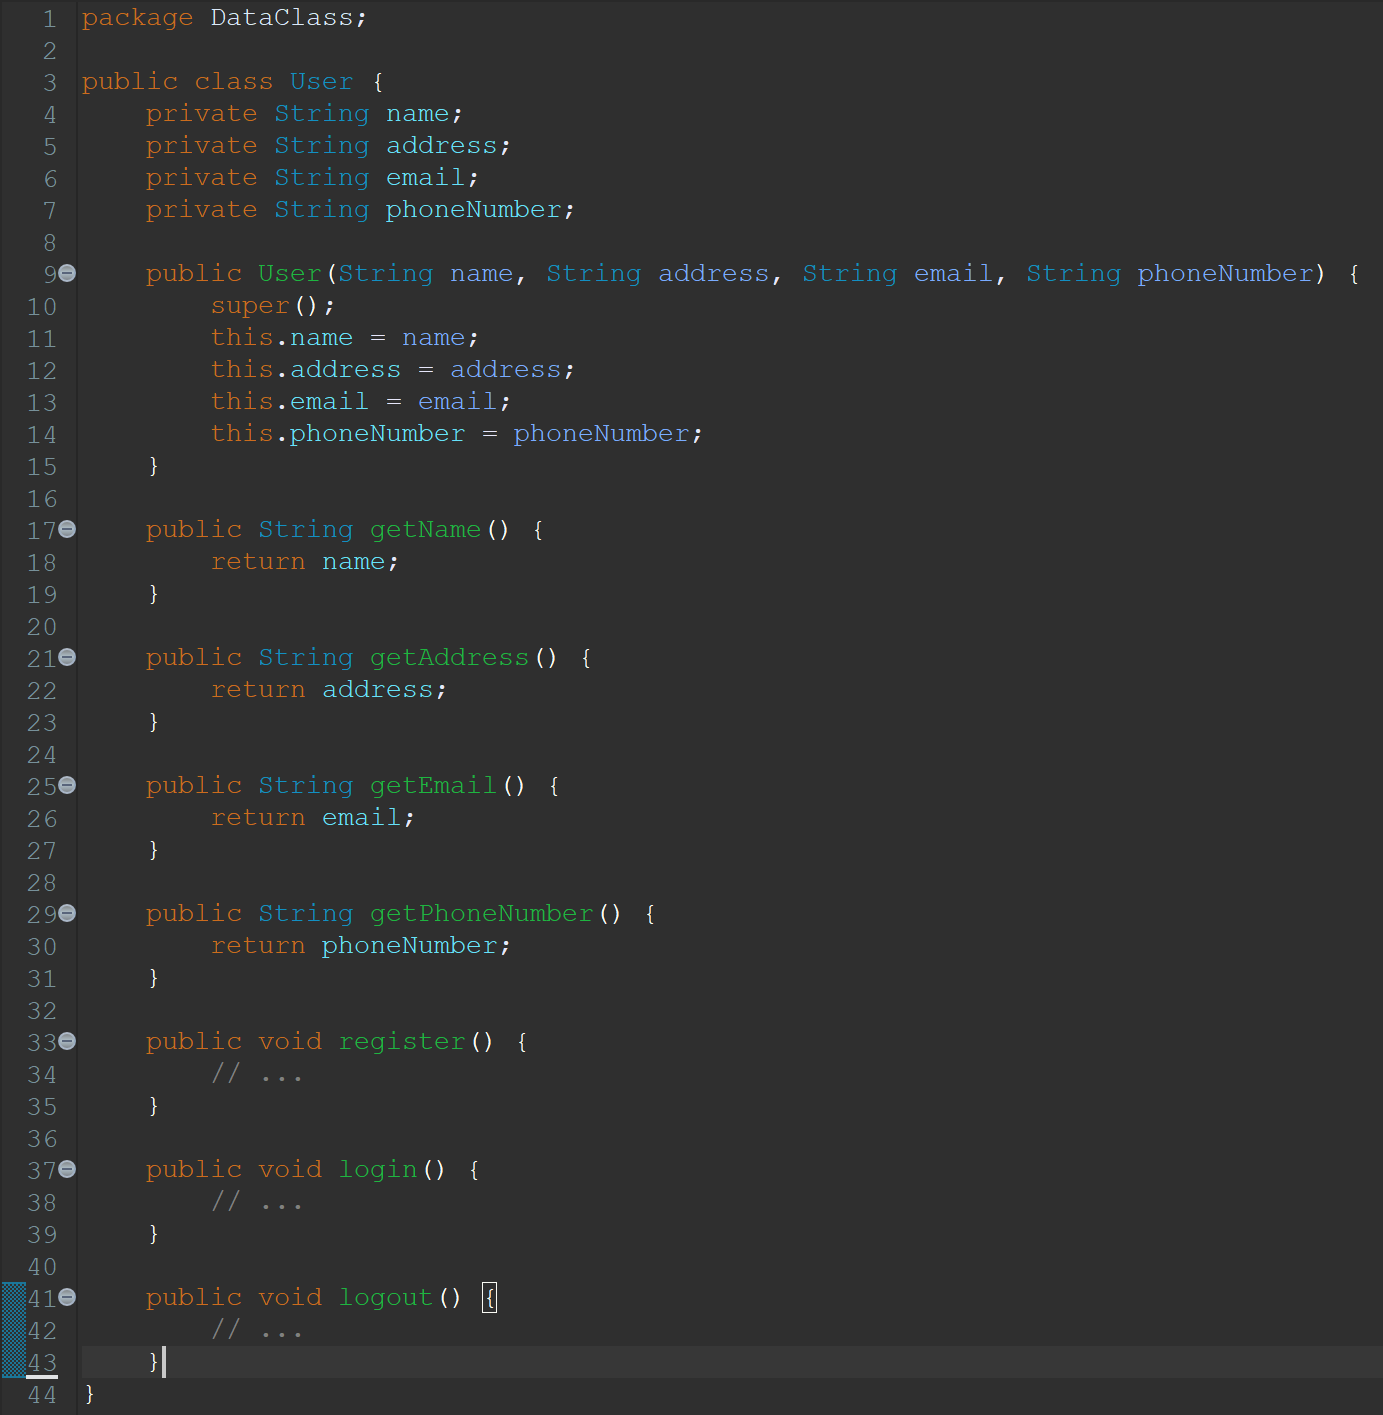 1 package DataClass;
2
3 public class User {
4     private String name;
5     private String address;
6     private String email;
7     private String phoneNumber;
8
9     public User(String name, String address, String email, String phoneNumber) {
10         super();
11         this.name = name;
12         this.address = address;
13         this.email = email;
14         this.phoneNumber = phoneNumber;
15     }
16
17     public String getName() {
18         return name;
19     }
20
21     public String getAddress() {
22         return address;
23     }
24
25     public String getEmail() {
26         return email;
27     }
28
29     public String getPhoneNumber() {
30         return phoneNumber;
31     }
32
33     public void register() {
34         // ...
35     }
36
37     public void login() {
38         // ...
39     }
40
41     public void logout() {
42         // ...
43     }
44 }